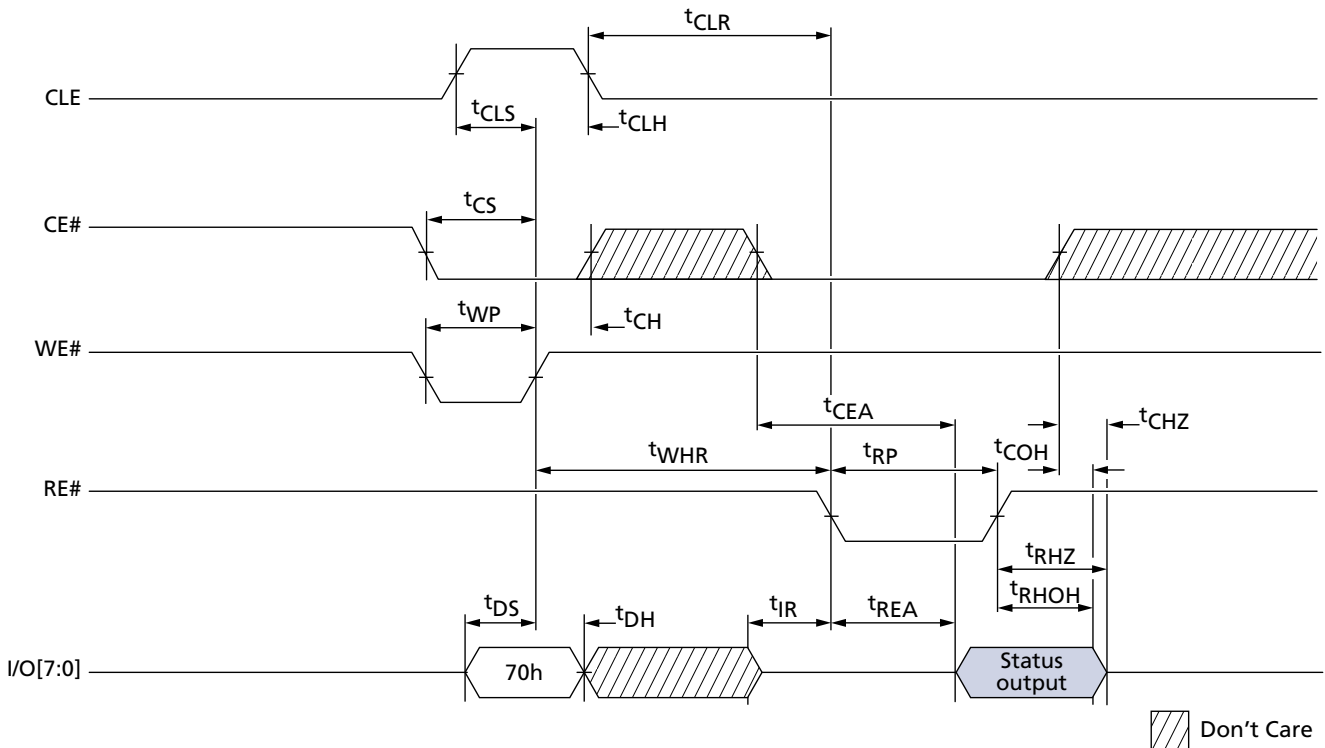 tCLR
CLE
tCLS
tCLH
tCS
CE#
tWP
tCH
WE#
tCEA
tCHZ
tWHR
tRP
tCOH
RE#
tRHZ
tRHOH
tDS
tDH
tIR
tREA
I/O[7:0]
70h
Status
output
Don't Care